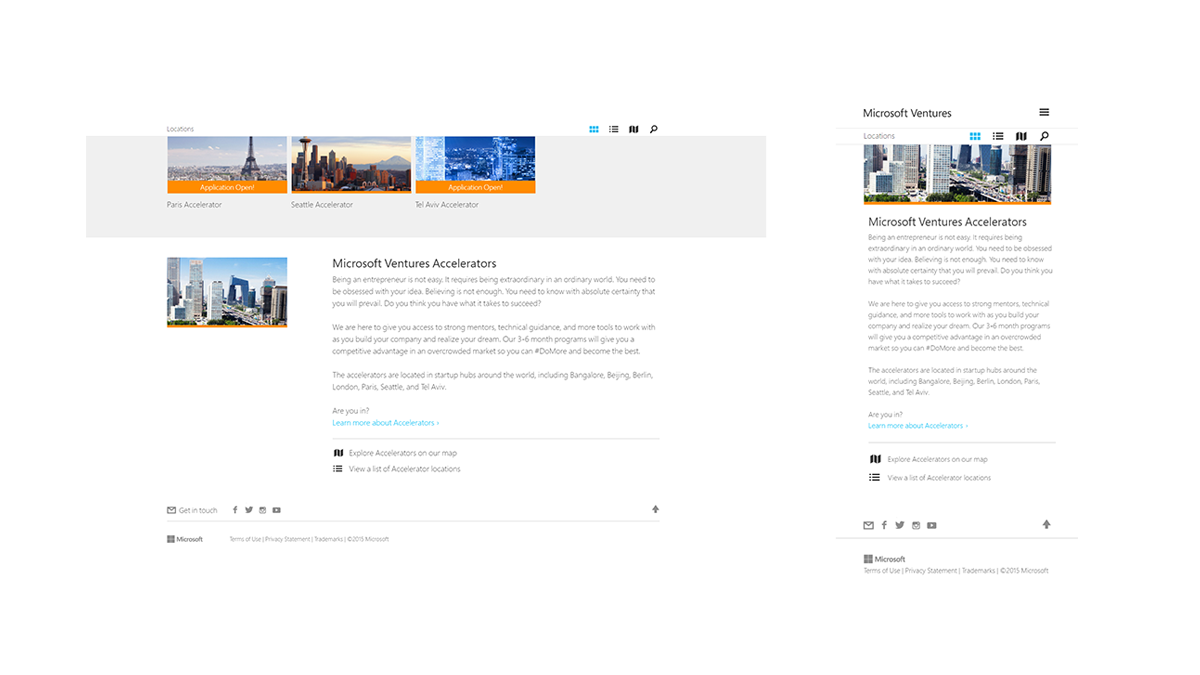 Locations
Application Open!
Application Open!
Paris Accelerator
Seattle Accelerator
Tel Aviv Accelerator
Microsoft Ventures Accelerators
Being an entrepreneur is not easy. It requires being extraordinary in an ordinary world. You need to
be obsessed with your idea. Believing is not enough. You need to know with absolute certainty that
you will prevail. Do you think you have what it takes to succeed?
We are here to give you access to strong mentors, technical guidance, and more tools to work with
as you build your company and realize your dream. Our 3-6 month programs will give you a
competitive advantage in an overcrowded market so you can #DoMore and become the best.
The accelerators are located in startup hubs around the world, including Bangalore, Beijing, Berlin,
London, Paris, Seattle, and Tel Aviv.
Are you in?
Learn more about Accelerators ›
Explore Accelerators on our map
View a list of Accelerator locations
Get in touch
Microsoft
Terms of Use | Privacy Statement | Trademarks | ©2015 Microsoft
Microsoft Ventures
Locations
Microsoft Ventures Accelerators
Being an entrepreneur is not easy. It requires being
extraordinary in an ordinary world. You need to be obsessed
with your idea. Believing is not enough. You need to know
with absolute certainty that you will prevail. Do you think you
have what it takes to succeed?
We are here to give you access to strong mentors, technical
guidance, and more tools to work with as you build your
company and realize your dream. Our 3-6 month programs
will give you a competitive advantage in an overcrowded
market so you can #DoMore and become the best.
The accelerators are located in startup hubs around the
world, including Bangalore, Beijing, Berlin, London, Paris,
Seattle, and Tel Aviv.
Are you in?
Learn more about Accelerators ›
Explore Accelerators on our map
View a list of Accelerator locations
Microsoft
Terms of Use | Privacy Statement | Trademarks | ©2015 Microsoft